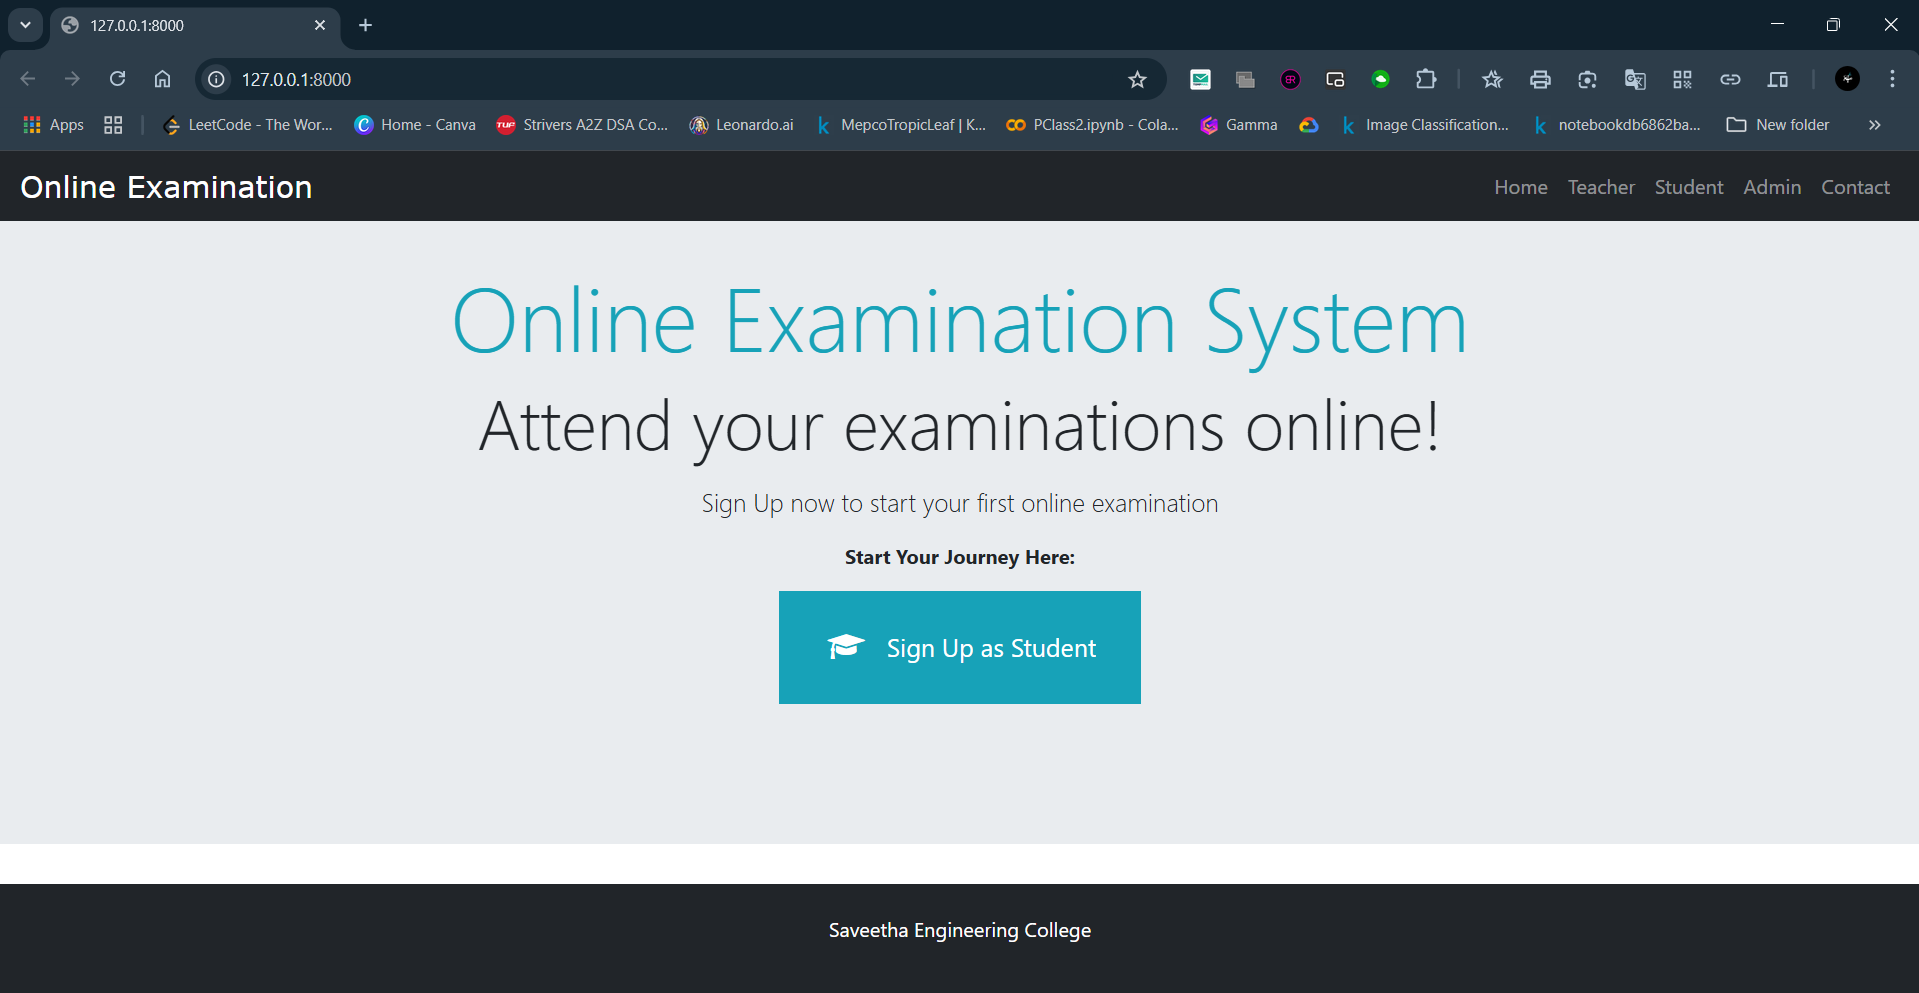 127.0.0.1:8000
127.0.0.1:8000
Apps LeetCode - The Wor... Home - Canva Strivers A2Z DSA Co... Leonardo.ai MepcoTropicLeaf | K... PClass2.ipynb - Cola... Gamma Image Classification... notebookdb6862ba... New folder
Online Examination Home Teacher Student Admin Contact
Online Examination System
Attend your examinations online!
Sign Up now to start your first online examination
Start Your Journey Here:
Sign Up as Student
Saveetha Engineering College